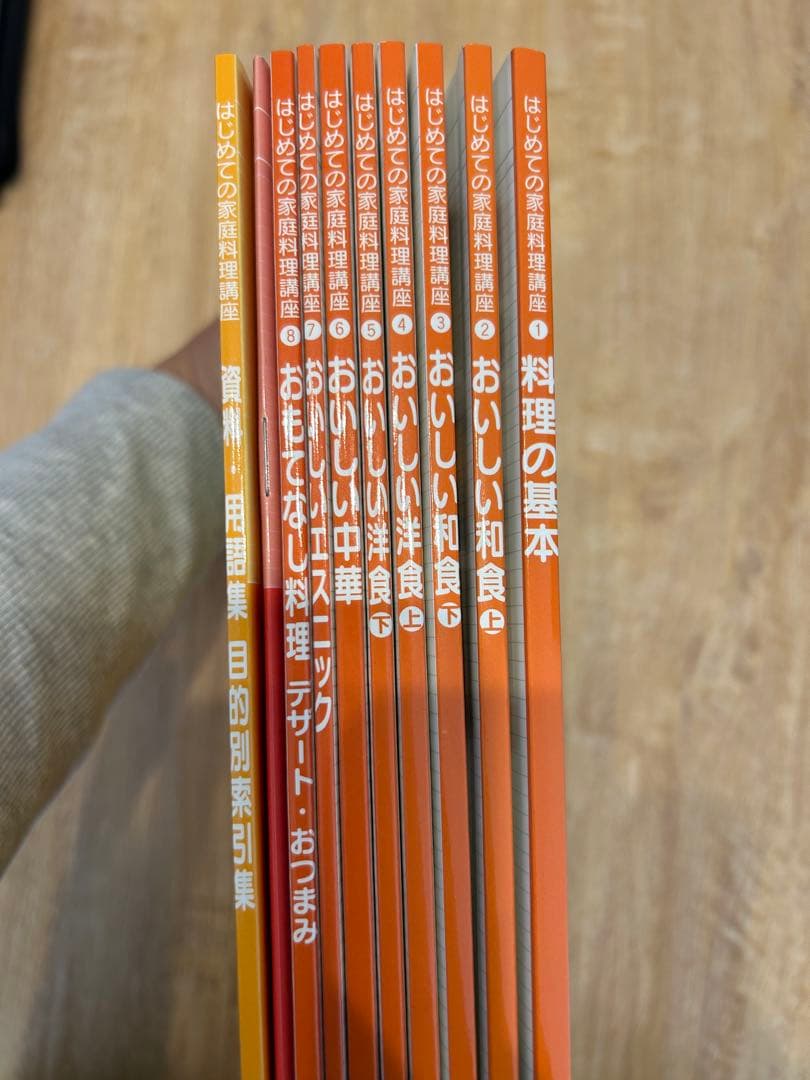 はじめての家庭料理講座 1 料理の基本
はじめての家庭料理講座 2 おいしい和食 上
はじめての家庭料理講座 3 おいしい和食 下
はじめての家庭料理講座 4 おいしい洋食 上
はじめての家庭料理講座 5 おいしい洋食 下
はじめての家庭料理講座 6 おいしい中華
はじめての家庭料理講座 7 おいしいエスニック
はじめての家庭料理講座 8 おもてなし料理 デザート・おつまみ
はじめての家庭料理講座 資料・用語集 目的別索引集